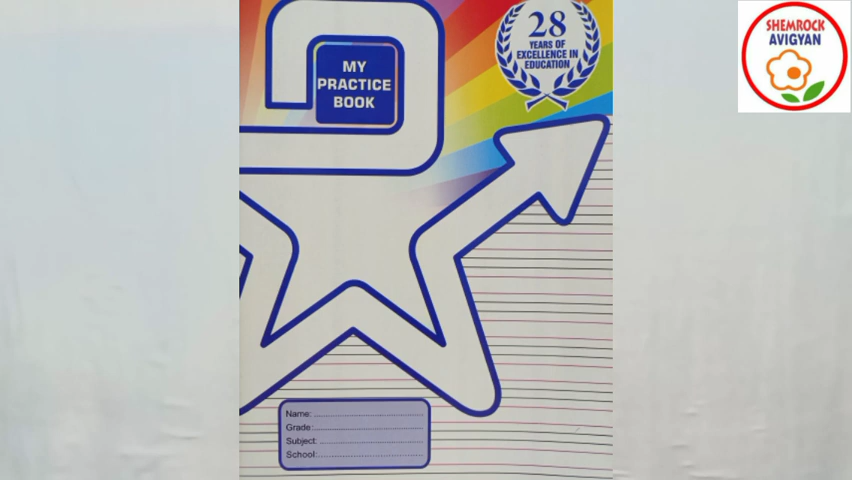 MY
PRACTICE
BOOK
28
YEARS OF
EXCELLENCE IN
EDUCATION
SHEMROCK
AVIGYAN
Name:
Grade:
Subject:
School: